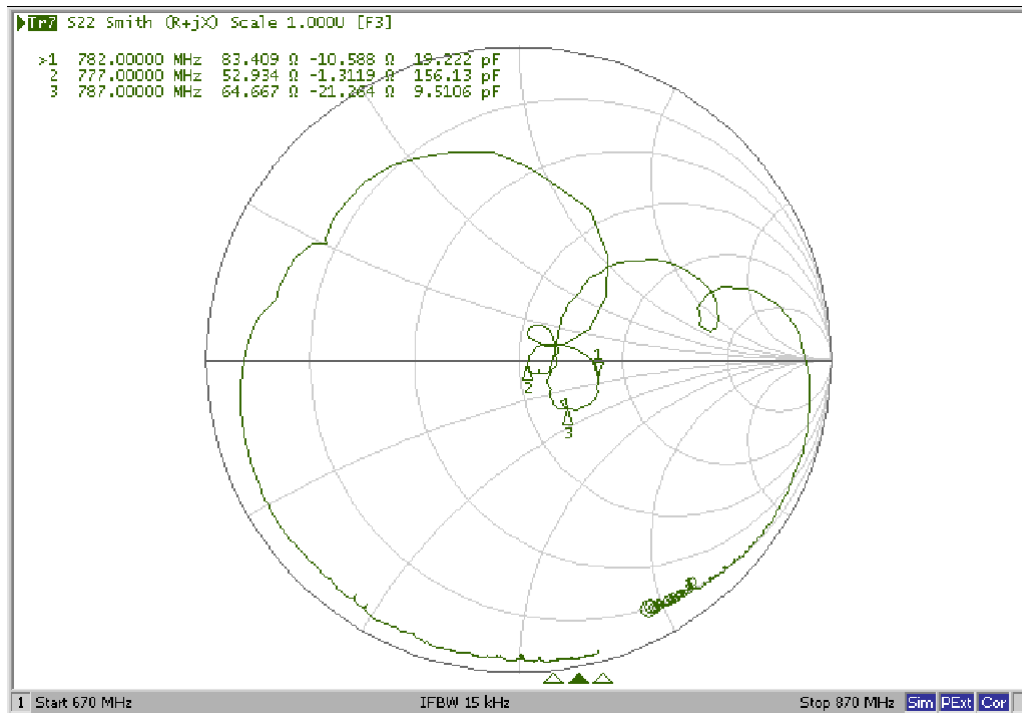 Tr7 S22 Smith (R+jX) Scale 1.000U [F3]
>1 782.00000 MHz 83.409 Ω -10.588 Ω 19.222 pF
2 777.00000 MHz 52.934 Ω -1.3119 Ω 156.13 pF
3 787.00000 MHz 64.667 Ω -21.264 Ω 9.5106 pF
1
2
3
1 Start 670 MHz IFBW 15 kHz Stop 870 MHz Sim PExt Cor